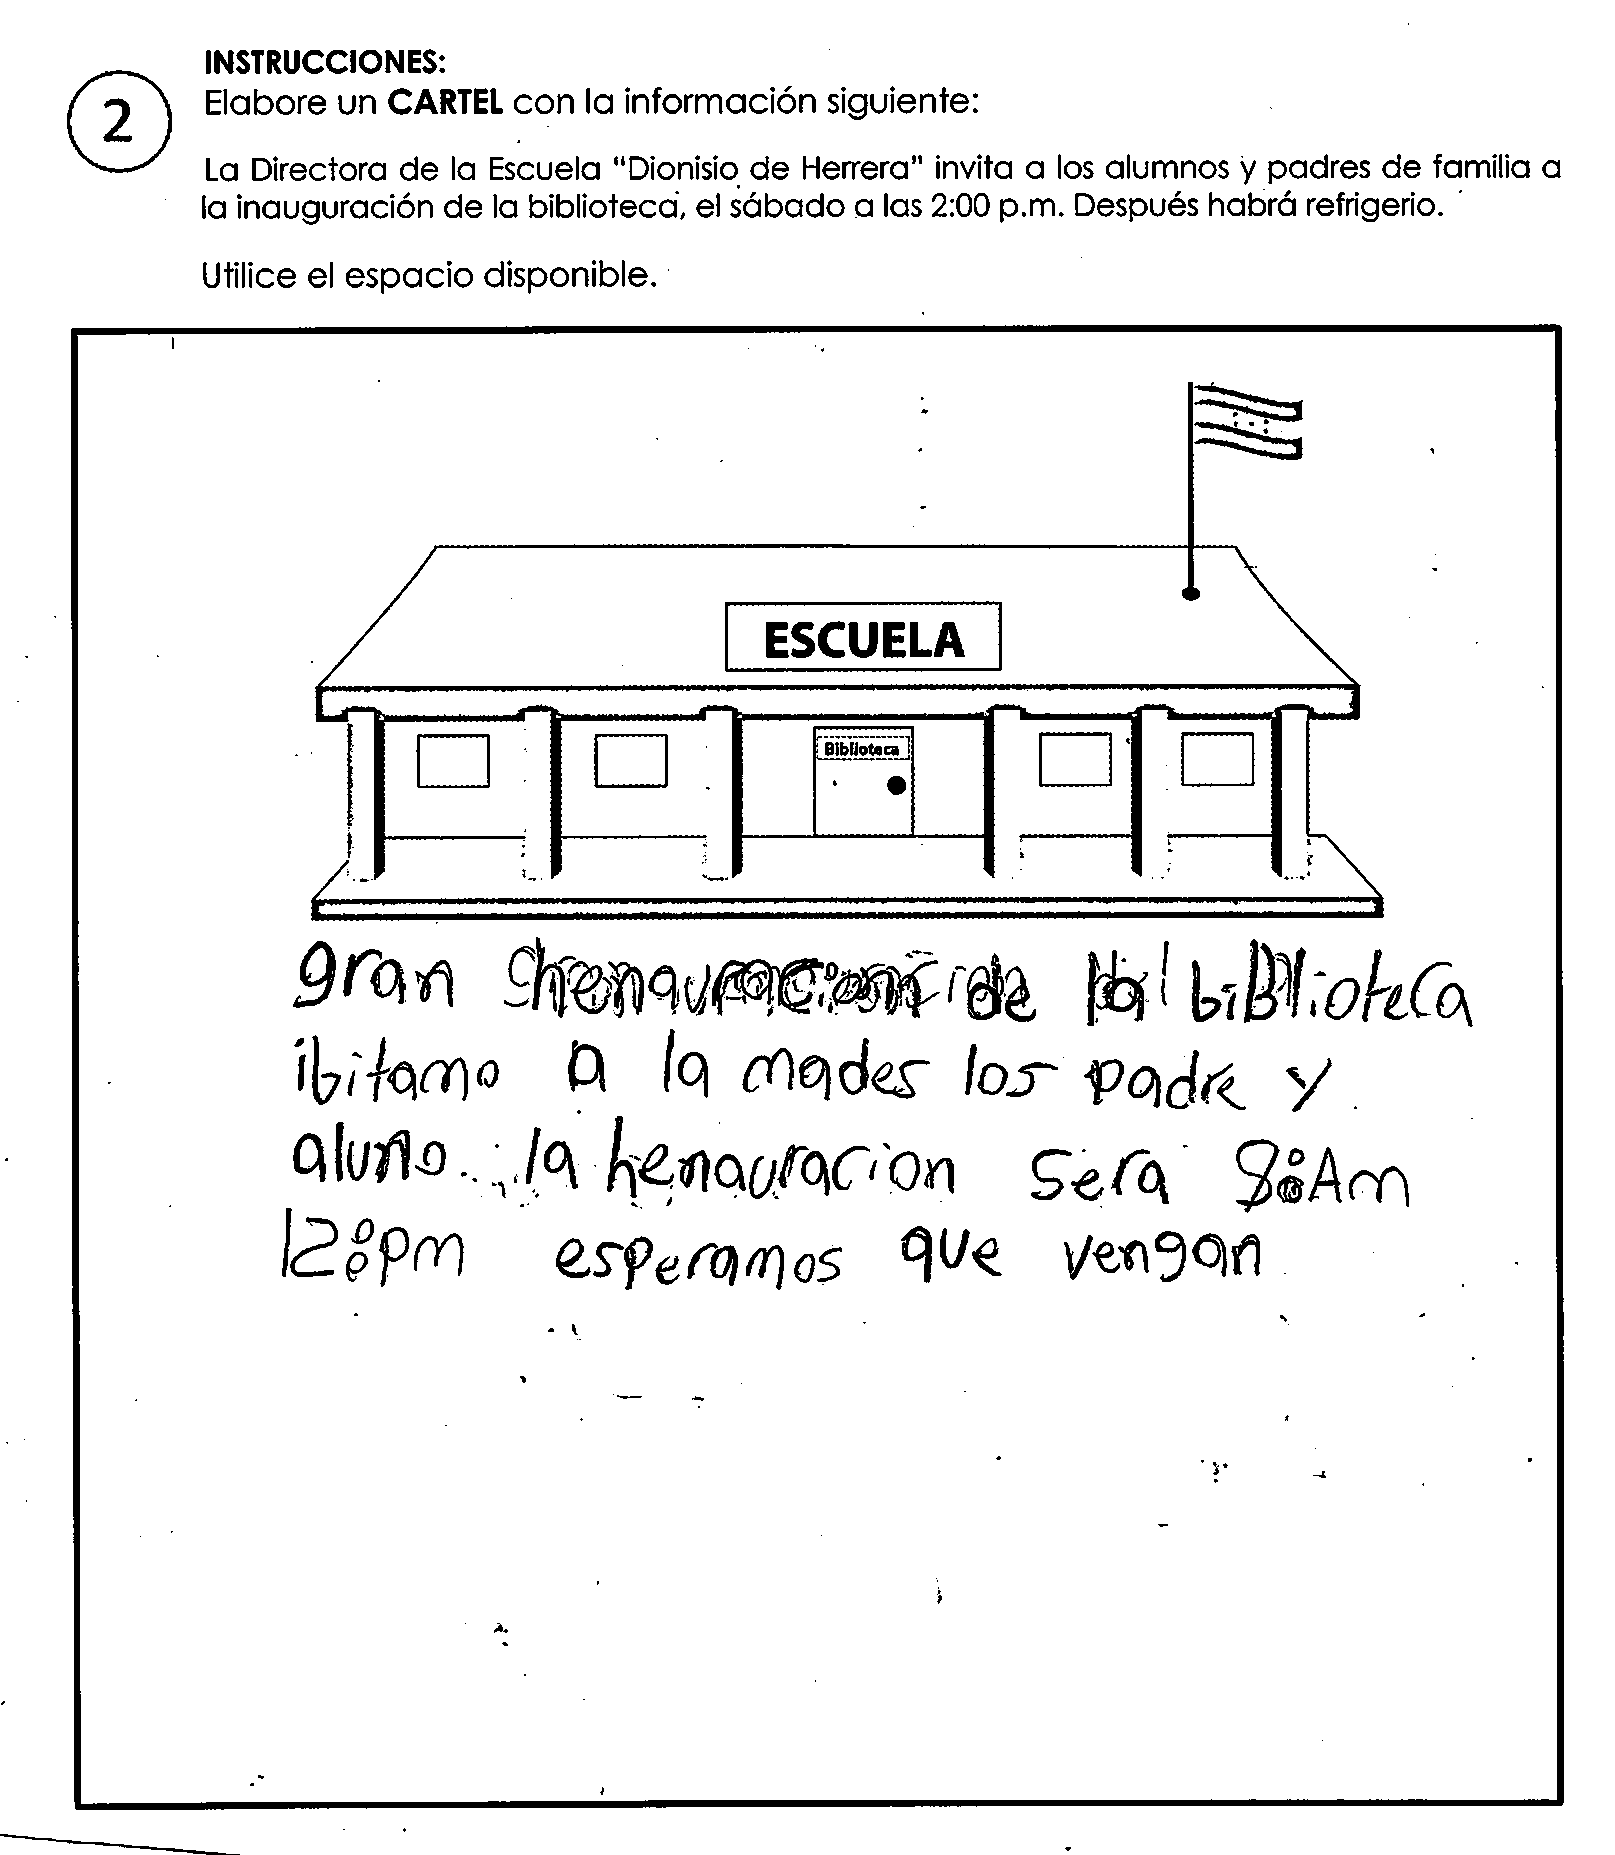 INSTRUCCIONES:
2
Elabore un CARTEL con la información siguiente:
La Directora de la Escuela "Dionisio de Herrera" invita a los alumnos y padres de familia a
la inauguración de la biblioteca, el sábado a las 2:00 p.m. Después habrá refrigerio.
Utilice el espacio disponible.
ESCUELA
Biblioteca
gran henauracion de la biBlioteca
ibitamo a la mades los padre y
aluno la henauracion sera 8:Am
12:pm esperamos que vengan